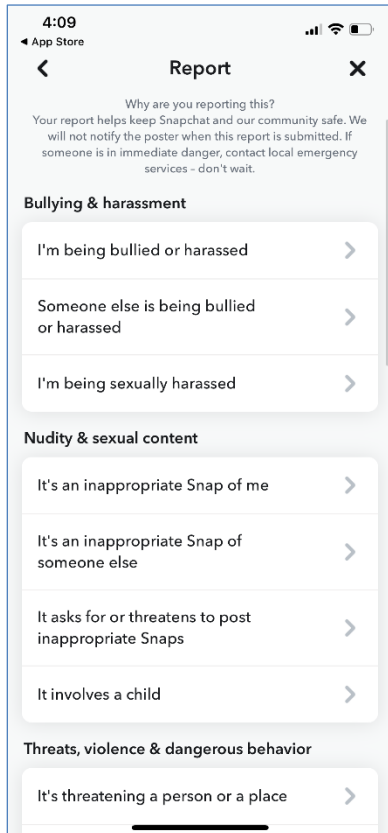 4:09
◀ App Store
Report
Why are you reporting this?
Your report helps keep Snapchat and our community safe. We
will not notify the poster when this report is submitted. If
someone is in immediate danger, contact local emergency
services – don't wait.
Bullying & harassment
I'm being bullied or harassed
Someone else is being bullied
or harassed
I'm being sexually harassed
Nudity & sexual content
It's an inappropriate Snap of me
It's an inappropriate Snap of
someone else
It asks for or threatens to post
inappropriate Snaps
It involves a child
Threats, violence & dangerous behavior
It's threatening a person or a place